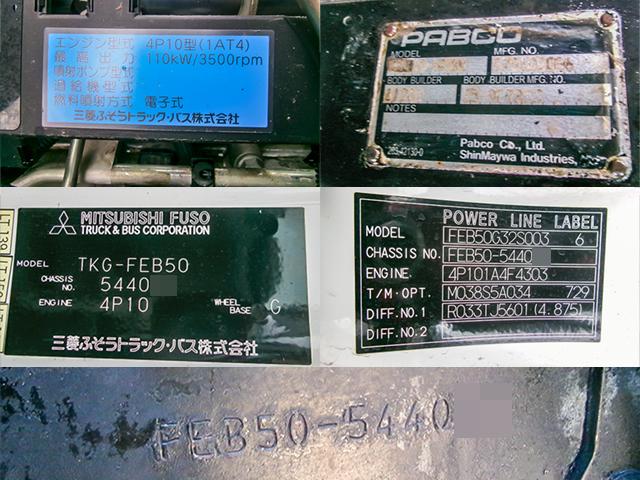 エンジン型式 4P10型(1AT4)
最高出力 110kW/3500rpm
噴射ポンプ型式
過給機型式
燃料噴射方式 電子式
三菱ふそうトラック・バス株式会社
PABCO
MODEL MFG. NO.
BODY BUILDER BODY BUILDER MFG. NO.
NOTES
Pabco Co., Ltd.
ShinMaywa Industries,
MITSUBISHI FUSO
TRUCK & BUS CORPORATION
MODEL TKG-FEB50
CHASSIS NO. 5440
ENGINE 4P10 WHEEL BASE G
三菱ふそうトラック・バス株式会社
POWER LINE LABEL
MODEL FEB50G32S003 6
CHASSIS NO. FEB50-5440
ENGINE. 4P101A4F4303
T/M・OPT. M038S5A034 729
DIFF.NO.1 R033TJ6601(4.875)
DIFF.NO.2
FEB50-5440